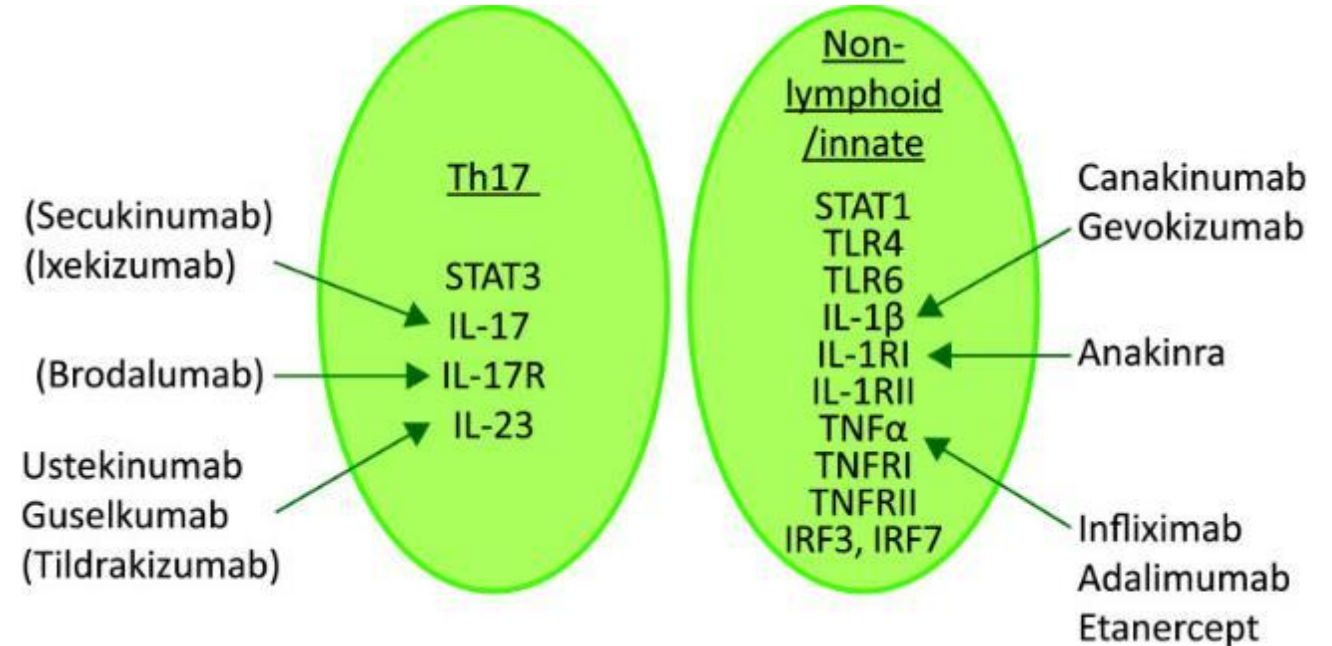 (Secukinumab)
(Ixekizumab)
(Brodalumab)
Ustekinumab
Guselkumab
(Tildrakizumab)
Th17
STAT3
IL-17
IL-17R
IL-23
Non-
lymphoid
/innate
STAT1
TLR4
TLR6
IL-1β
IL-1RI
IL-1RII
TNFα
TNFRI
TNFRII
IRF3, IRF7
Canakinumab
Gevokizumab
Anakinra
Infliximab
Adalimumab
Etanercept